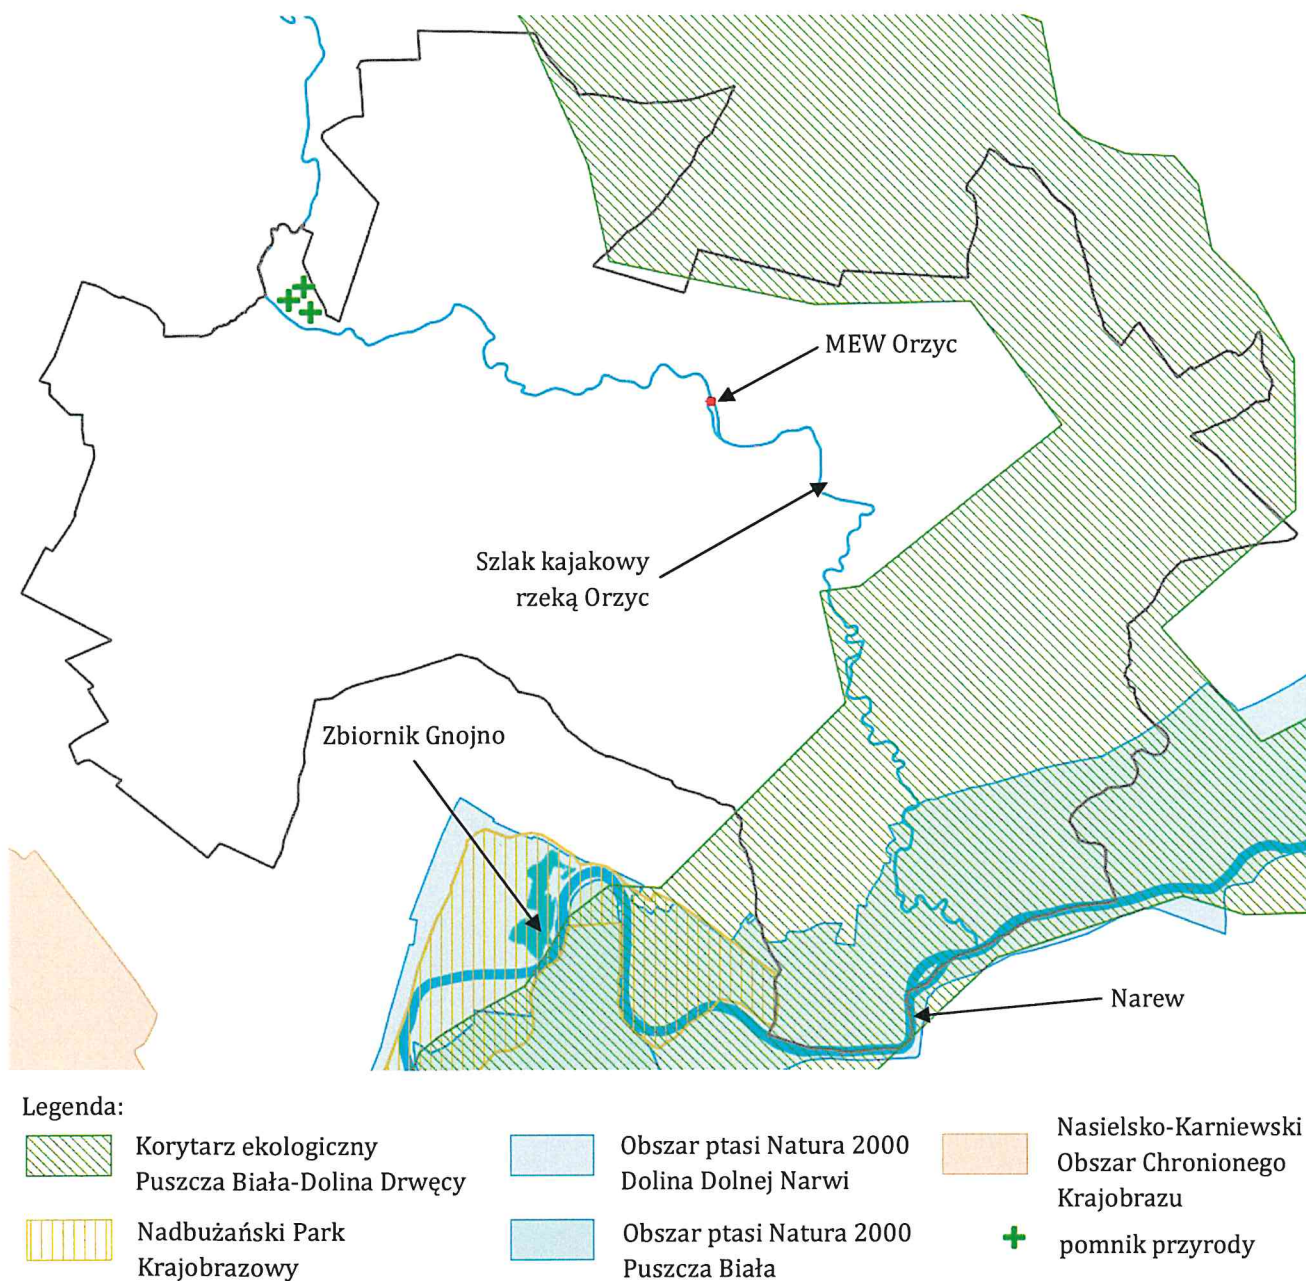 MEW Orzyc
Szlak kajakowy
rzeką Orzyc
Zbiornik Gnojno
Narew
Legenda:
Korytarz ekologiczny
Puszcza Biała-Dolina Drwęcy
Nadbużański Park
Krajobrazowy
Obszar ptasi Natura 2000
Dolina Dolnej Narwi
Obszar ptasi Natura 2000
Puszcza Biała
Nasielsko-Karniewski
Obszar Chronionego
Krajobrazu
pomnik przyrody